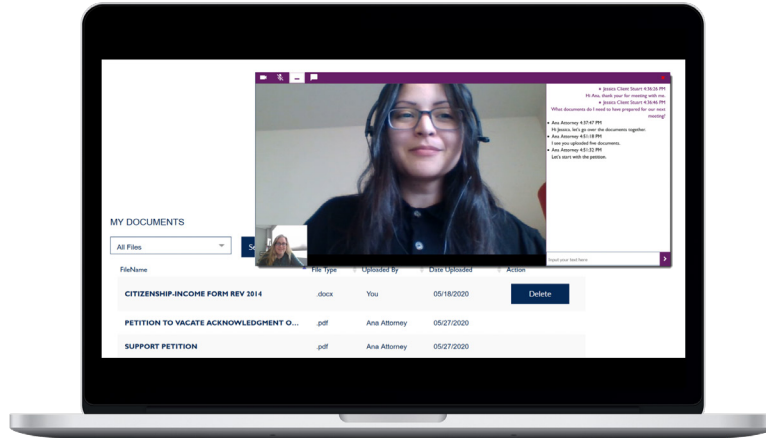 • Jessica Client Stuart 4:36:26 PM
Hi Ana, thank your for meeting with me.
• Jessica Client Stuart 4:36:46 PM
What documents do I need to have prepared for our next
meeting?
• Ana Attorney 4:37:47 PM
Hi Jessica, let's go over the documents together.
• Ana Attorney 4:51:18 PM
I see you uploaded five documents.
• Ana Attorney 4:51:52 PM
Let's start with the petition.
Input your text here
MY DOCUMENTS
All Files
FileName File Type Uploaded By Date Uploaded Action
CITIZENSHIP-INCOME FORM REV 2014 .docx You 05/18/2020 Delete
PETITION TO VACATE ACKNOWLEDGMENT O... .pdf Ana Attorney 05/27/2020
SUPPORT PETITION .pdf Ana Attorney 05/27/2020